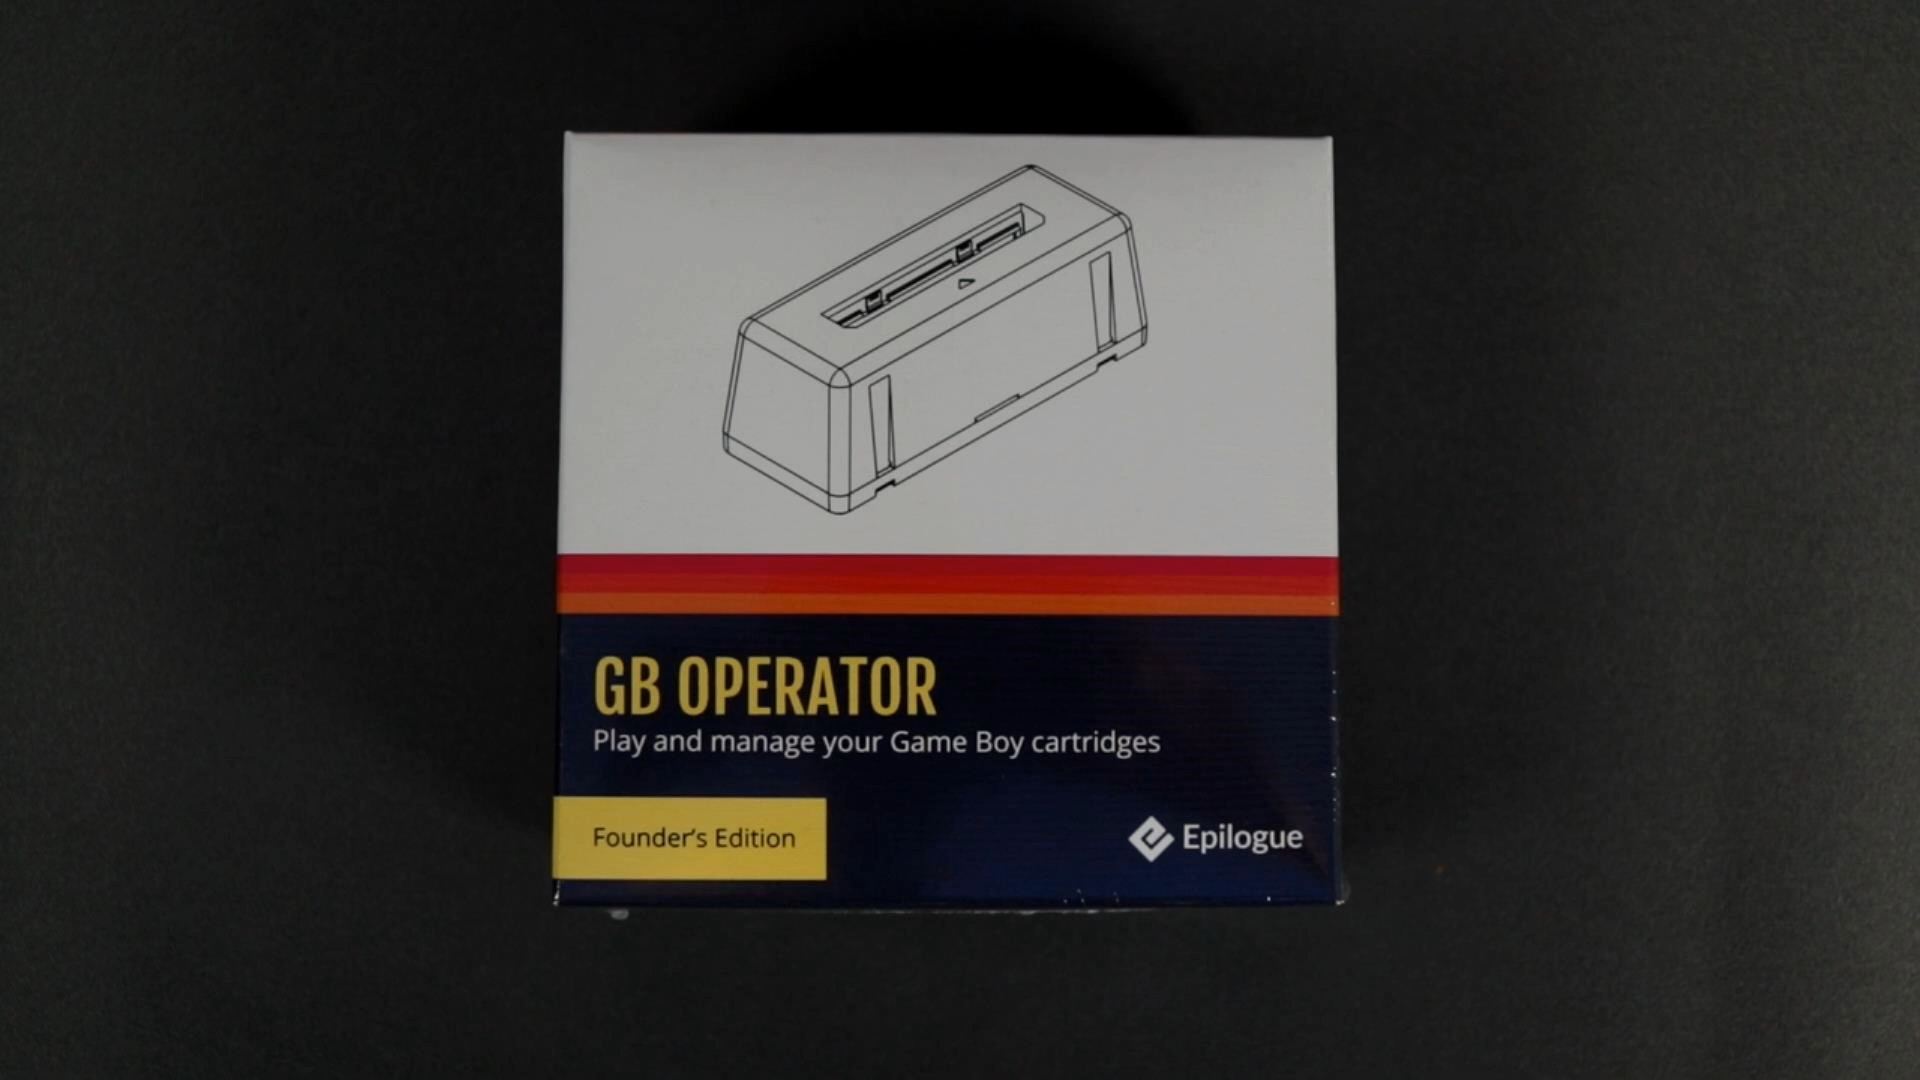 GB OPERATOR
Play and manage your Game Boy cartridges
Founder's Edition
Epilogue